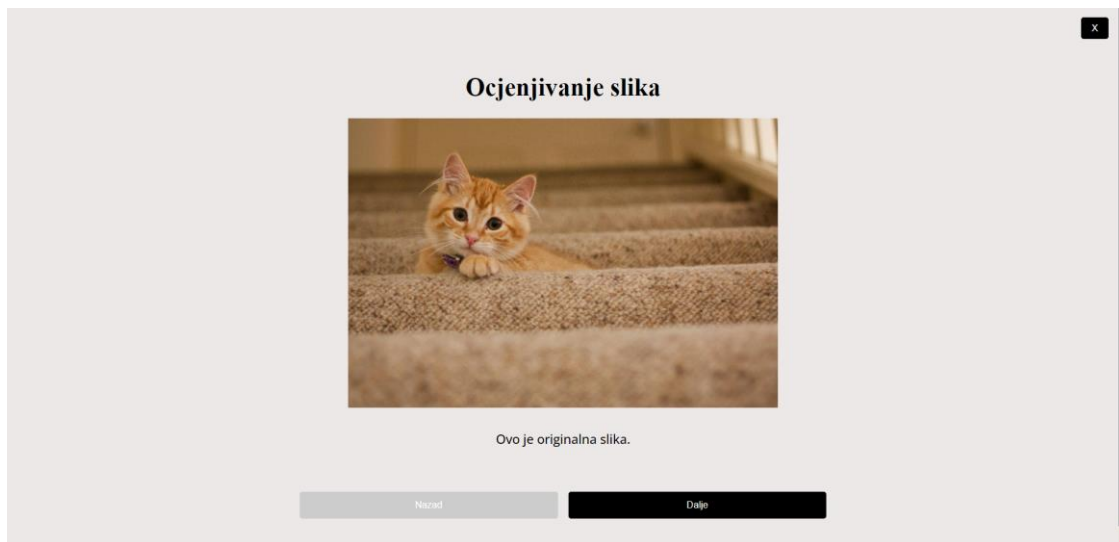 X
Ocjenjivanje slika
Ovo je originalna slika.
Nazad
Dalje